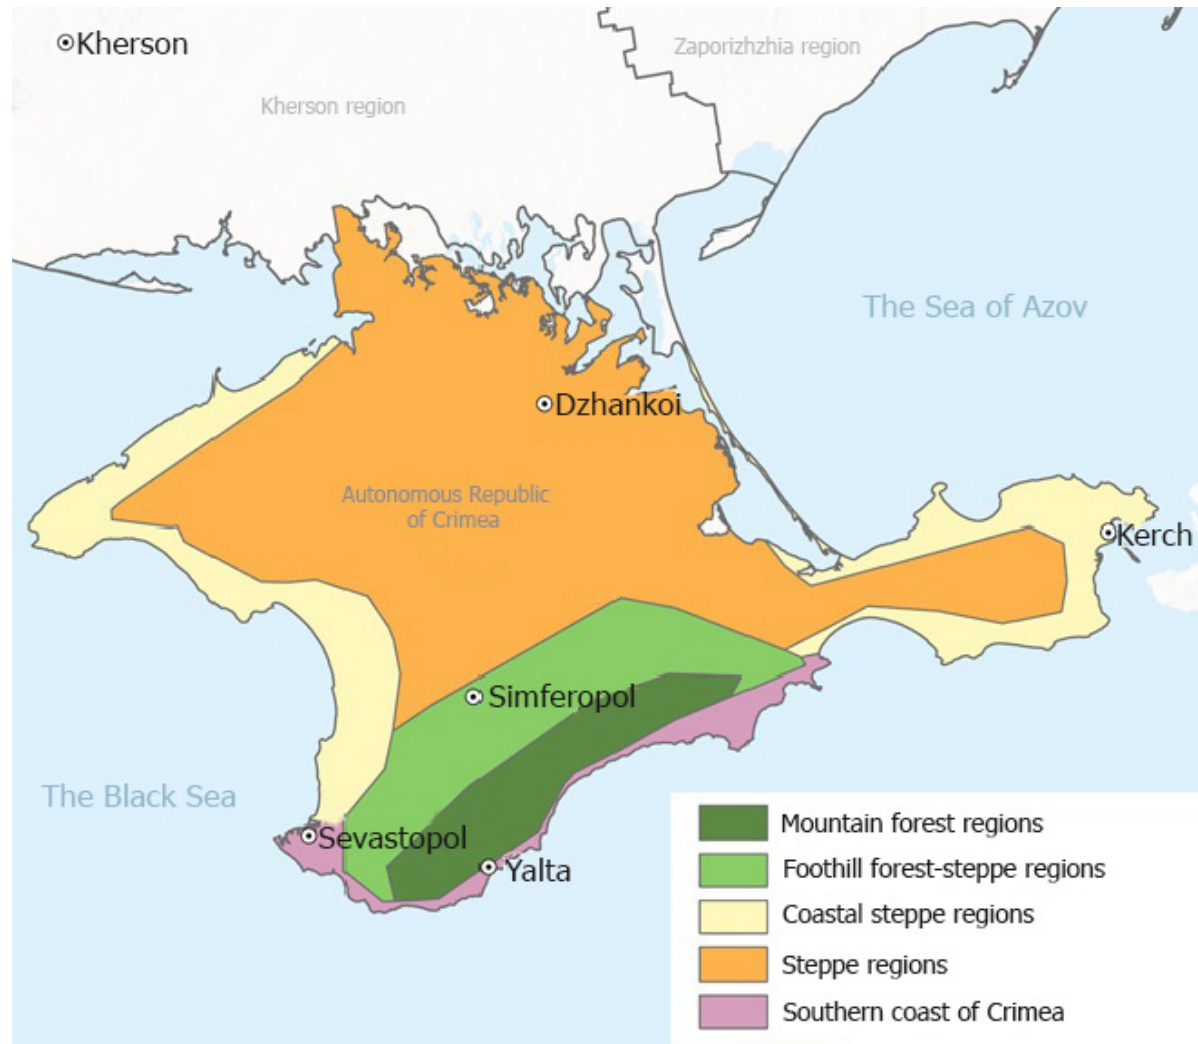 Kherson
Zaporizhzhia region
Kherson region
The Sea of Azov
Dzhankoi
Autonomous Republic
of Crimea
Kerch
Simferopol
The Black Sea
Sevastopol
Yalta
Mountain forest regions
Foothill forest-steppe regions
Coastal steppe regions
Steppe regions
Southern coast of Crimea